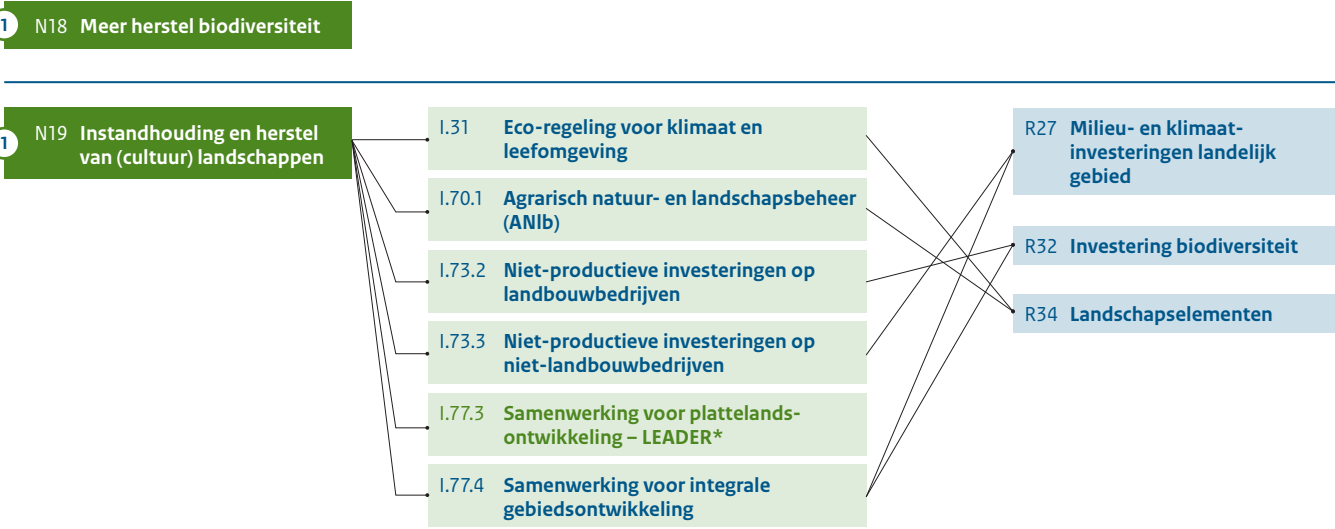 1
N18 Meer herstel biodiversiteit
1
N19 Instandhouding en herstel
van (cultuur) landschappen
I.31 Eco-regeling voor klimaat en
leefomgeving
I.70.1 Agrarisch natuur- en landschapsbeheer
(ANlb)
I.73.2 Niet-productieve investeringen op
landbouwbedrijven
I.73.3 Niet-productieve investeringen op
niet-landbouwbedrijven
I.77.3 Samenwerking voor plattelands-
ontwikkeling – LEADER*
I.77.4 Samenwerking voor integrale
gebiedsontwikkeling
R27 Milieu- en klimaat-
investeringen landelijk
gebied
R32 Investering biodiversiteit
R34 Landschapselementen